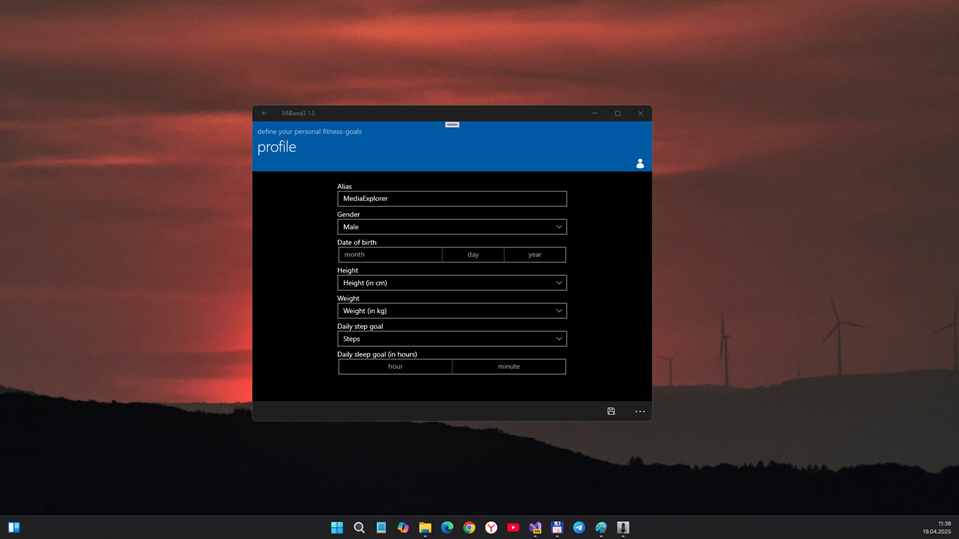 MiBand3 1.0
define your personal fitness-goals
profile
Alias
MediaExplorer
Gender
Male
Date of birth
month day year
Height
Height (in cm)
Weight
Weight (in kg)
Daily step goal
Steps
Daily sleep goal (in hours)
hour minute
11:38
19.04.2025